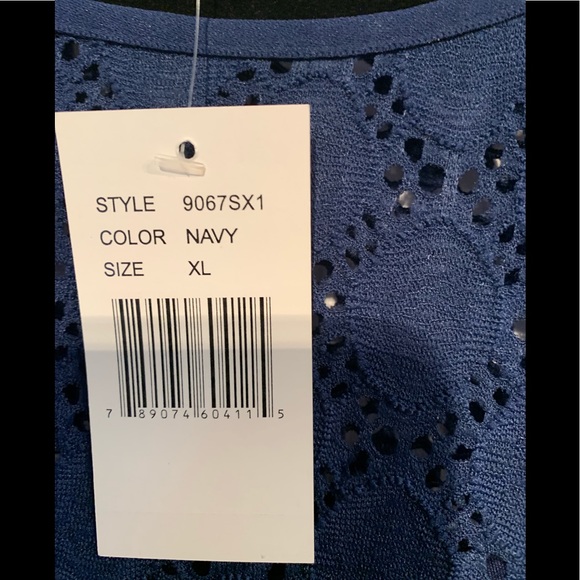 STYLE 9067SX1
COLOR NAVY
SIZE XL
7 89074 60411 5